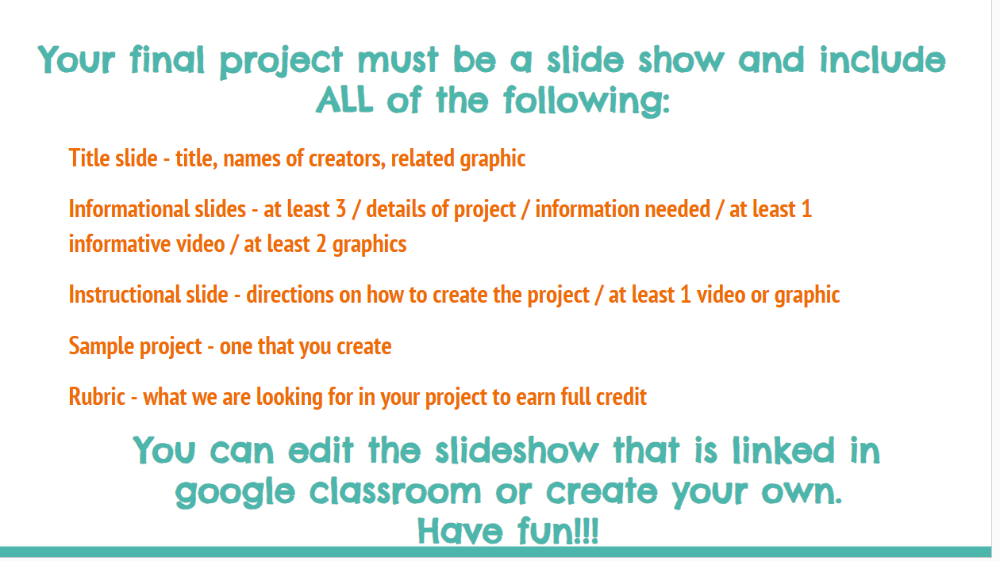 Your final project must be a slide show and include
ALL of the following:
Title slide - title, names of creators, related graphic
Informational slides - at least 3 / details of project / information needed / at least 1
informative video / at least 2 graphics
Instructional slide - directions on how to create the project / at least 1 video or graphic
Sample project - one that you create
Rubric - what we are looking for in your project to earn full credit
You can edit the slideshow that is linked in
google classroom or create your own.
Have fun!!!